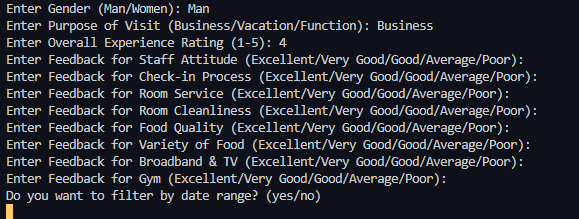 Enter Gender (Man/Women): Man
Enter Purpose of Visit (Business/Vacation/Function): Business
Enter Overall Experience Rating (1-5): 4
Enter Feedback for Staff Attitude (Excellent/Very Good/Good/Average/Poor):
Enter Feedback for Check-in Process (Excellent/Very Good/Good/Average/Poor):
Enter Feedback for Room Service (Excellent/Very Good/Good/Average/Poor):
Enter Feedback for Room Cleanliness (Excellent/Very Good/Good/Average/Poor):
Enter Feedback for Food Quality (Excellent/Very Good/Good/Average/Poor):
Enter Feedback for Variety of Food (Excellent/Very Good/Good/Average/Poor):
Enter Feedback for Broadband & TV (Excellent/Very Good/Good/Average/Poor):
Enter Feedback for Gym (Excellent/Very Good/Good/Average/Poor):
Do you want to filter by date range? (yes/no)